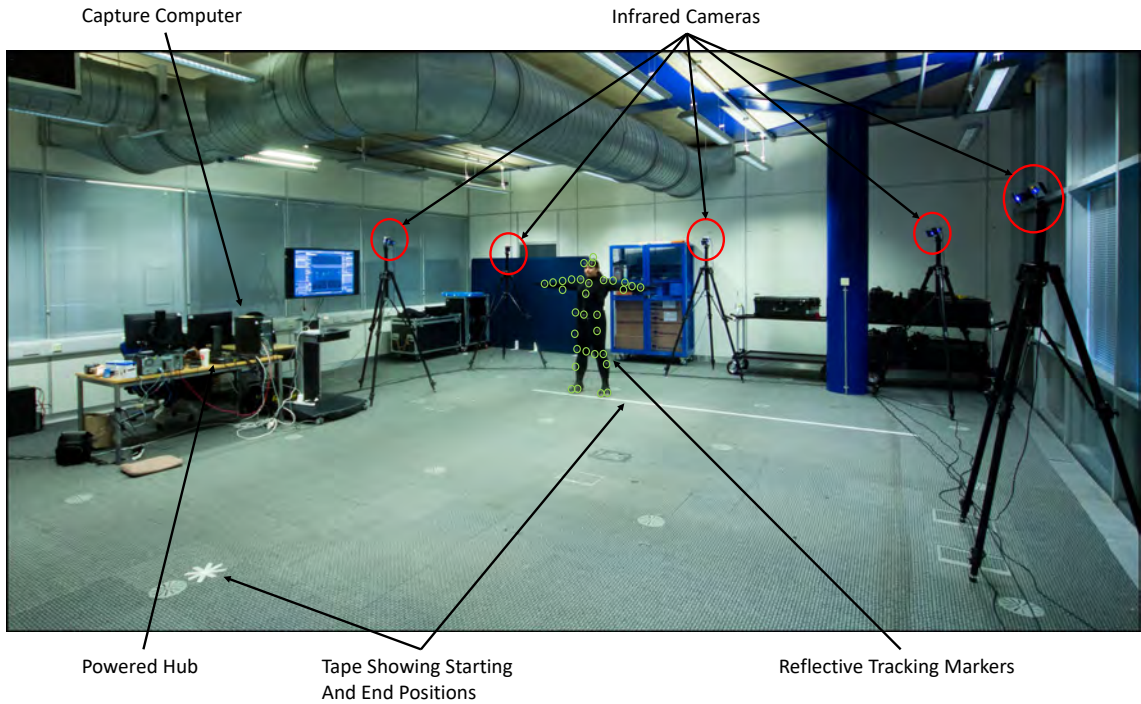 Capture Computer
Infrared Cameras
Powered Hub
Tape Showing Starting
And End Positions
Reflective Tracking Markers